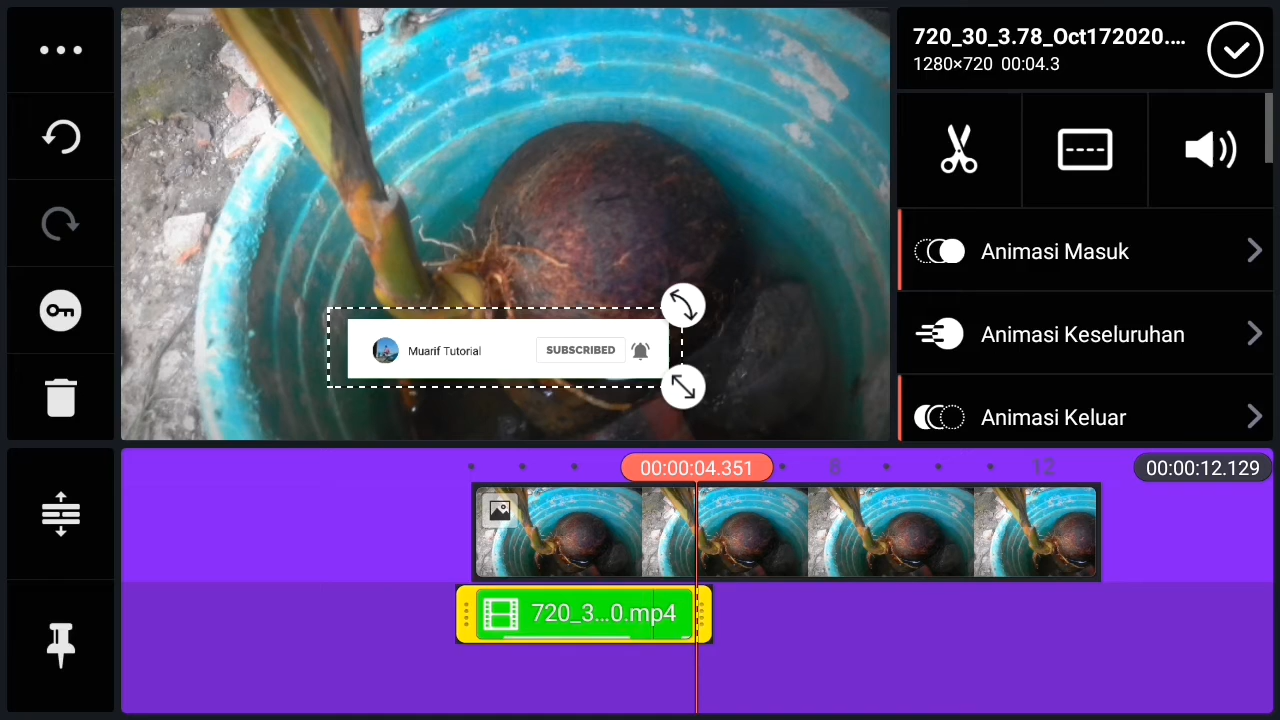 720_30_3.78_Oct172020....
1280×720 00:04.3
Animasi Masuk
Animasi Keseluruhan
Animasi Keluar
Muarif Tutorial
SUBSCRIBED
00:00:04.351
8
12
00:00:12.129
720_3...0.mp4